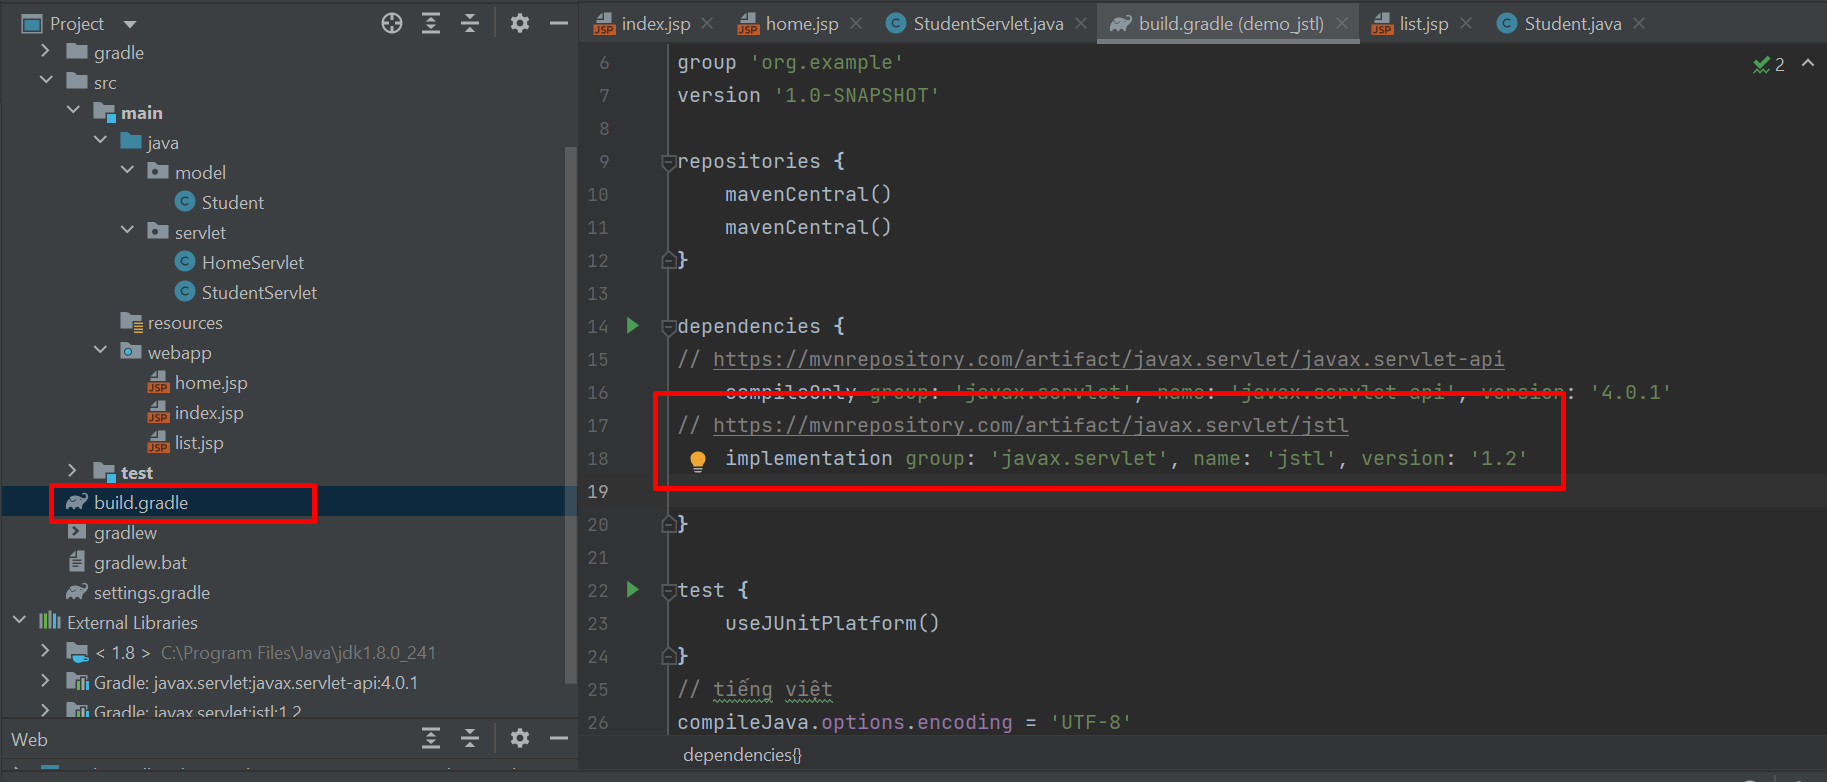 Project
gradle
src
main
java
model
Student
servlet
HomeServlet
StudentServlet
resources
webapp
home.jsp
index.jsp
list.jsp
test
build.gradle
gradlew
gradlew.bat
settings.gradle
External Libraries
< 1.8 > C:\Program Files\Java\jdk1.8.0_241
Gradle: javax.servlet:javax.servlet-api:4.0.1
Gradle: javax.servlet:jstl:1.2
Web
index.jsp home.jsp StudentServlet.java build.gradle (demo_jstl) list.jsp Student.java
2
6 group 'org.example'
7 version '1.0-SNAPSHOT'
8
9 repositories {
10 mavenCentral()
11 mavenCentral()
12 }
13
14 dependencies {
15 // https://mvnrepository.com/artifact/javax.servlet/javax.servlet-api
16 compileOnly group: 'javax.servlet', name: 'javax.servlet-api', version: '4.0.1'
17 // https://mvnrepository.com/artifact/javax.servlet/jstl
18 implementation group: 'javax.servlet', name: 'jstl', version: '1.2'
19
20 }
21
22 test {
23 useJUnitPlatform()
24 }
25 // tiếng việt
26 compileJava.options.encoding = 'UTF-8'
dependencies{}